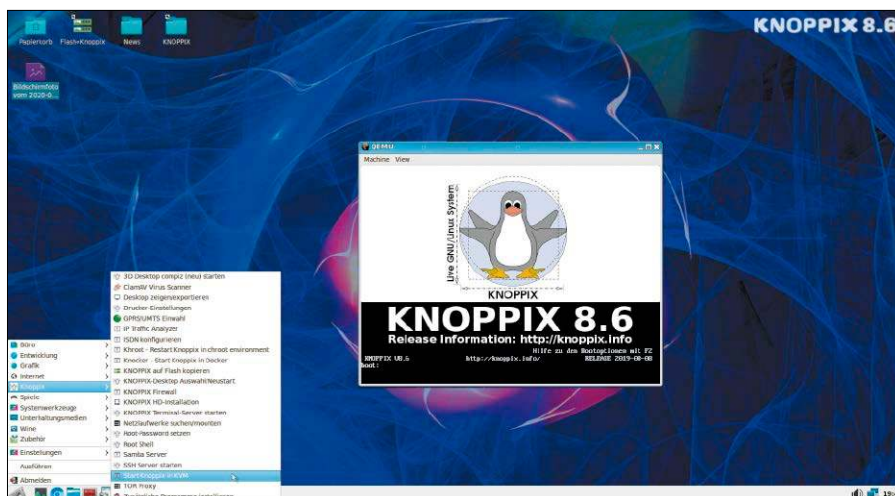 KNOPPIX 8.6
Papierkorb
Flash-Knoppix
News
KNOPPIX
Bildschirmfoto
QEMU
Machine View
Live GNU/Linux System
KNOPPIX
KNOPPIX 8.6
Release Information: http://knoppix.info
Hilfe zu den Bootoptionen mit F2
KNOPPIX V8.6 http://knoppix.info/ RELEASE 2019-08-08
boot:
3D Desktop compiz (neu) starten
ClamAV Virus Scanner
Desktop zeigen/exportieren
Drucker-Einstellungen
GPRS/UMTS Einwahl
IP Traffic Analyzer
ISDN konfigurieren
Khroot - Restart Knoppix in chroot environment
Knocker - Start Knoppix in Docker
KNOPPIX auf Flash kopieren
KNOPPIX-Desktop Auswahl/Neustart
KNOPPIX Firewall
KNOPPIX HD-Installation
KNOPPIX Terminal-Server starten
Netzlaufwerke suchen/mounten
Root-Password setzen
Root Shell
Samba Server
SSH Server starten
Start Knoppix in KVM
TOR Proxy
Büro
Entwicklung
Grafik
Internet
Knoppix
Spiele
Systemwerkzeuge
Unterhaltungsmedien
Wine
Zubehör
Einstellungen
Ausführen
Abmelden